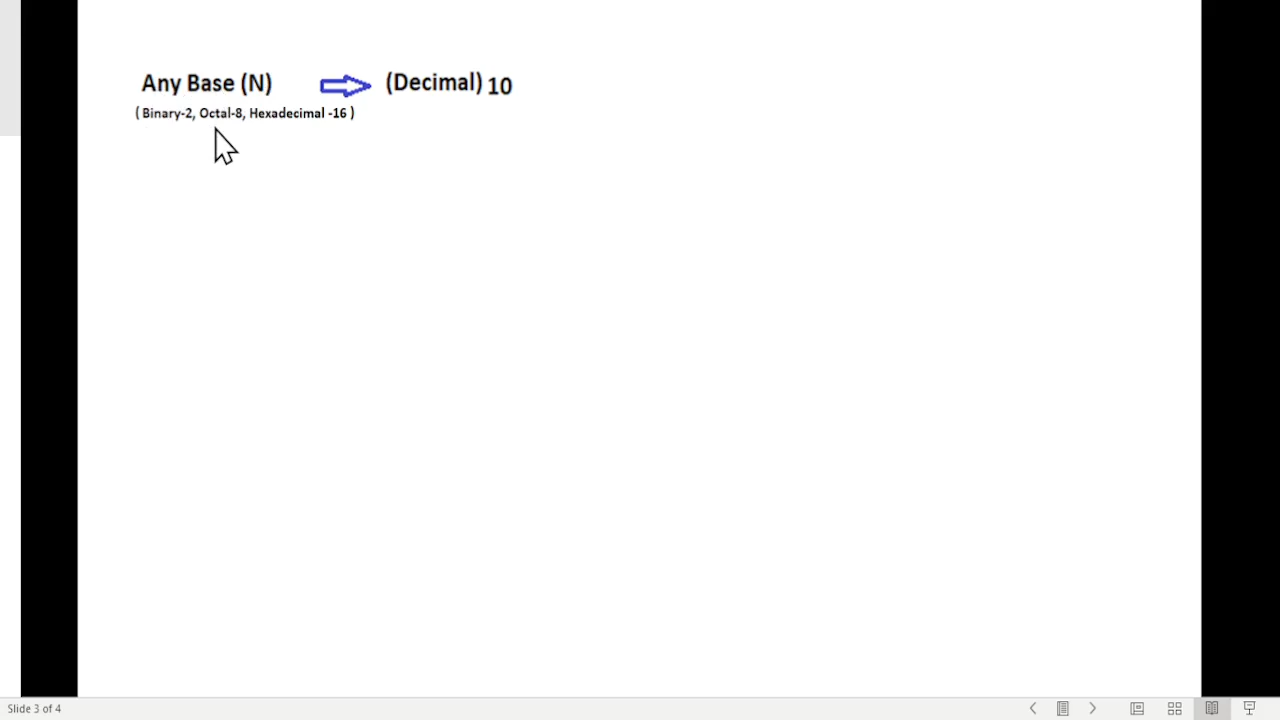 Any Base (N) (Decimal) 10
( Binary-2, Octal-8, Hexadecimal -16 )
Slide 3 of 4